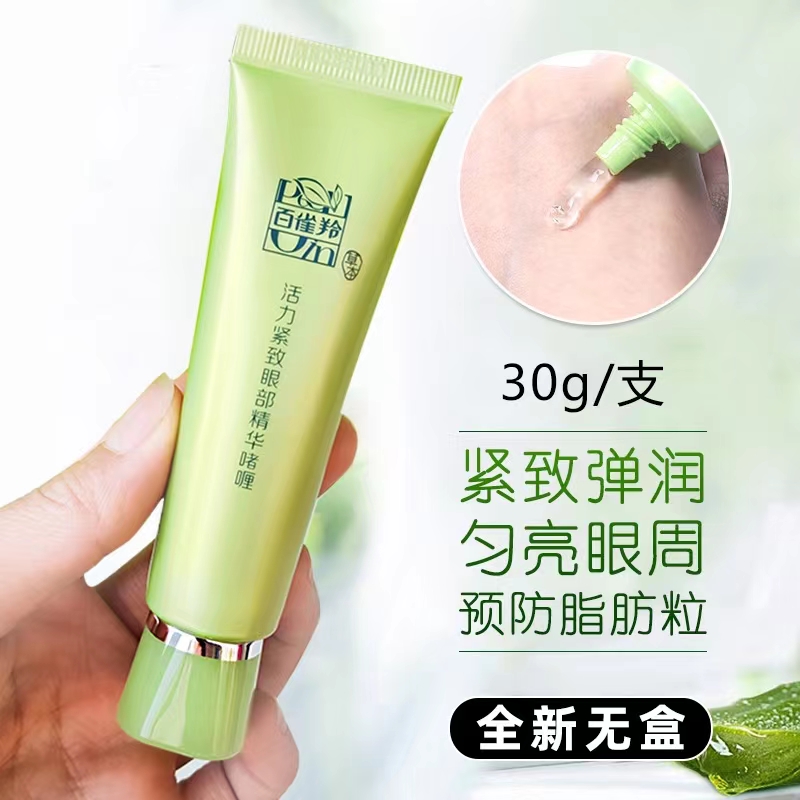 百雀羚
草本
活力紧致眼部精华啫喱
30g/支
紧致弹润
匀亮眼周
预防脂肪粒
全新无盒